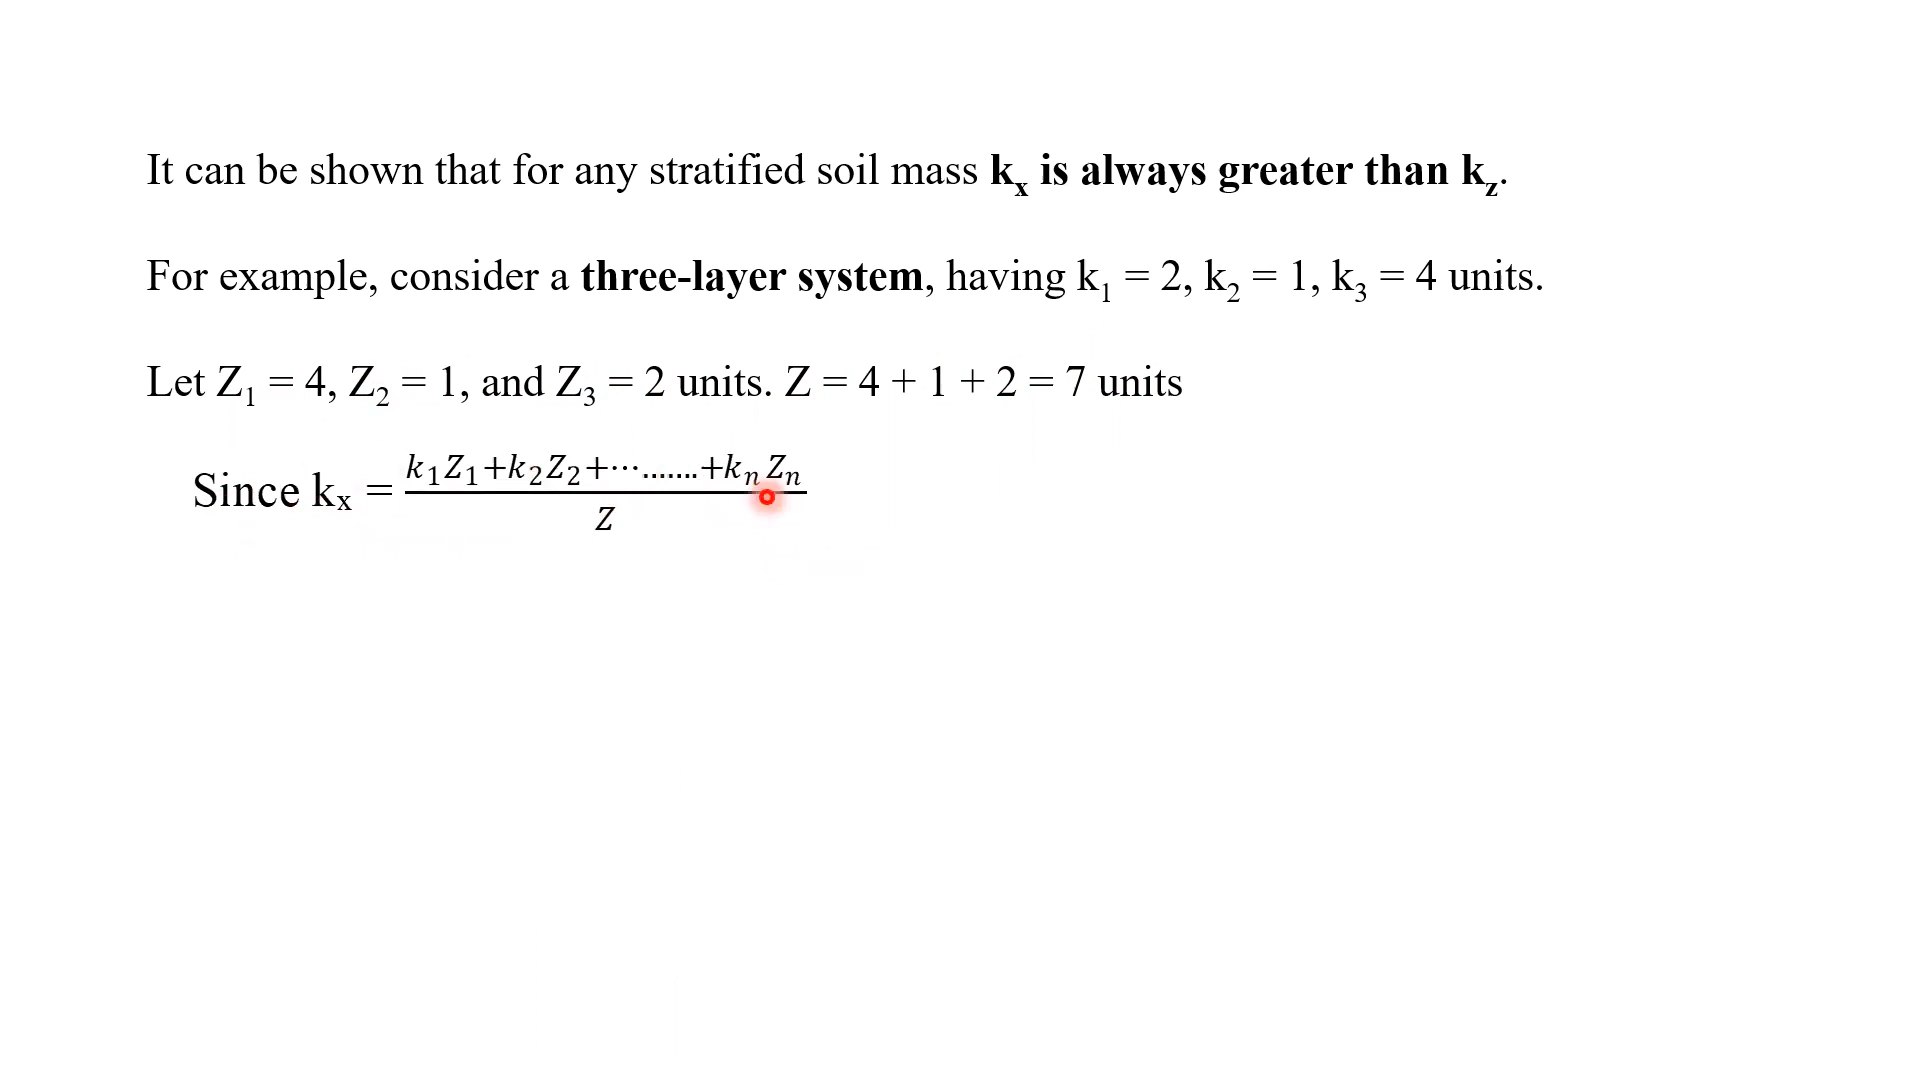 It can be shown that for any stratified soil mass kₓ is always greater than k_z.
For example, consider a three-layer system, having k₁ = 2, k₂ = 1, k₃ = 4 units.
Let Z₁ = 4, Z₂ = 1, and Z₃ = 2 units. Z = 4 + 1 + 2 = 7 units
Since kₓ = \frac{k₁Z₁+k₂Z₂+⋯.......+kₙZₙ}{Z}